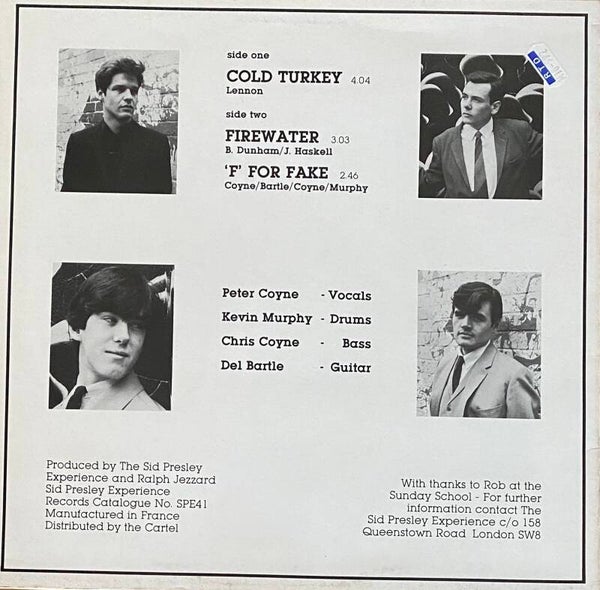 side one
COLD TURKEY 4.04
Lennon
side two
FIREWATER 3.03
B. Dunham/J. Haskell
'F' FOR FAKE 2.46
Coyne/Bartle/Coyne/Murphy
RTD
Peter Coyne - Vocals
Kevin Murphy - Drums
Chris Coyne - Bass
Del Bartle - Guitar
Produced by The Sid Presley
Experience and Ralph Jezzard
Sid Presley Experience
Records Catalogue No. SPE41
Manufactured in France
Distributed by the Cartel
With thanks to Rob at the
Sunday School - For further
information contact The
Sid Presley Experience c/o 158
Queenstown Road London SW8